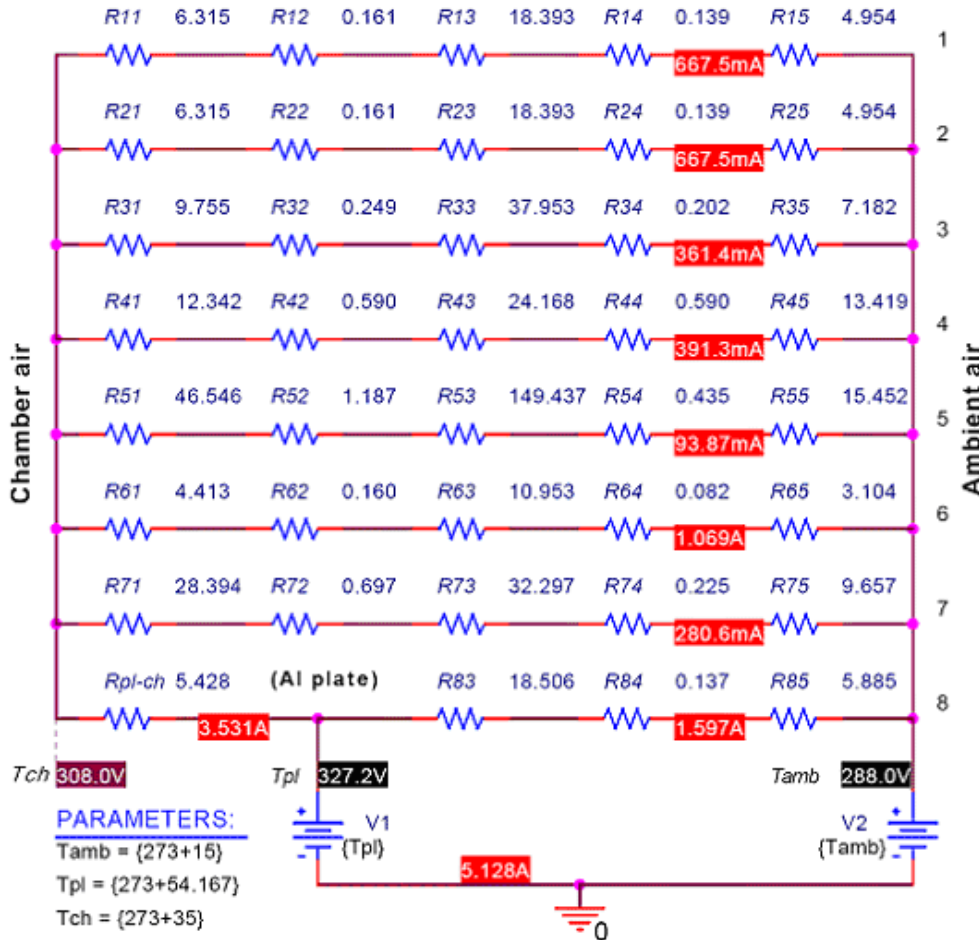 R11 6.315 R12 0.161 R13 18.393 R14 0.139 R15 4.954
1
667.5mA
R21 6.315 R22 0.161 R23 18.393 R24 0.139 R25 4.954
2
667.5mA
R31 9.755 R32 0.249 R33 37.953 R34 0.202 R35 7.182
3
361.4mA
R41 12.342 R42 0.590 R43 24.168 R44 0.590 R45 13.419
4
391.3mA
R51 46.546 R52 1.187 R53 149.437 R54 0.435 R55 15.452
5
93.87mA
R61 4.413 R62 0.160 R63 10.953 R64 0.082 R65 3.104
6
1.069A
R71 28.394 R72 0.697 R73 32.297 R74 0.225 R75 9.657
7
280.6mA
Rpl-ch 5.428 (Al plate) R83 18.506 R84 0.137 R85 5.885
8
3.531A 1.597A
Chamber air
Ambient air
Tch 308.0V Tpl 327.2V Tamb 288.0V
PARAMETERS:
Tamb = {273+15}
Tpl = {273+54.167}
Tch = {273+35}
+ V1
- {Tpl}
V2 +
{Tamb} -
5.128A
0